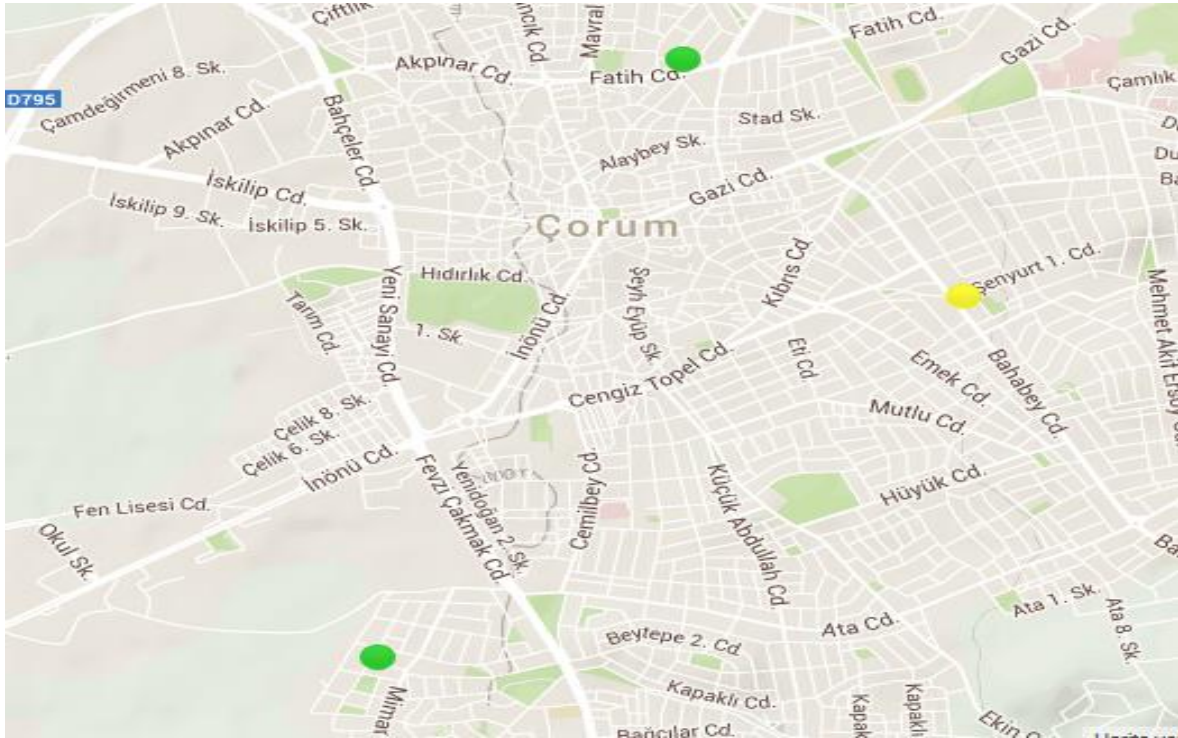 Çiftlik
ncık Cd.
Mavral
Fatih Cd.
Gazi Cd.
Akpınar Cd.
Fatih Cd.
Çamlık
Çamdeğirmeni 8. Sk.
D795
Bahçeler Cd.
Akpınar Cd.
Stad Sk.
Du
Ba
Alaybey Sk.
Gazi Cd.
İskilip Cd.
İskilip 9. Sk.
İskilip 5. Sk.
Çorum
Kıbrıs Cd.
Şenyurt 1. Cd.
Hıdırlık Cd.
Şeyh Eyüp Sk.
Mehmet Akif Ersoy Cd.
Tarım Cd.
Yeni Sanayi Cd.
1. Sk.
İnönü Cd.
Cengiz Topel Cd.
Eti Cd.
Emek Cd.
Bahabey Cd.
Mutlu Cd.
Çelik 8. Sk.
Çelik 6. Sk.
İnönü Cd.
Fevzi Çakmak Cd.
Yenidoğan 2. Sk.
Cemilbey Cd.
Küçük Abdullah Cd.
Hüyük Cd.
Fen Lisesi Cd.
Okul Sk.
Ba
Ata 1. Sk.
Ata 8. Sk.
Ata Cd.
Beytepe 2. Cd.
Mimar
Kapaklı Cd.
Kapak
Kapaklı
Ekin C
Bağcılar Cd.